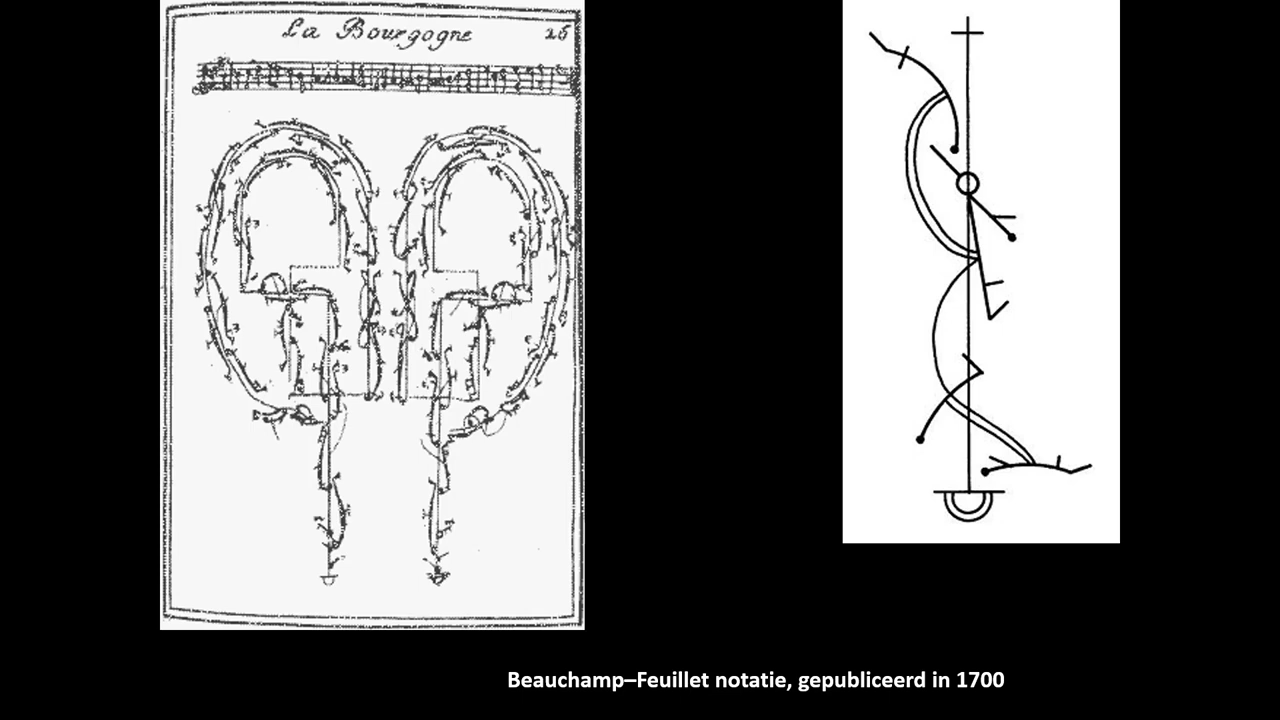 La Bourgogne 25
Beauchamp–Feuillet notatie, gepubliceerd in 1700